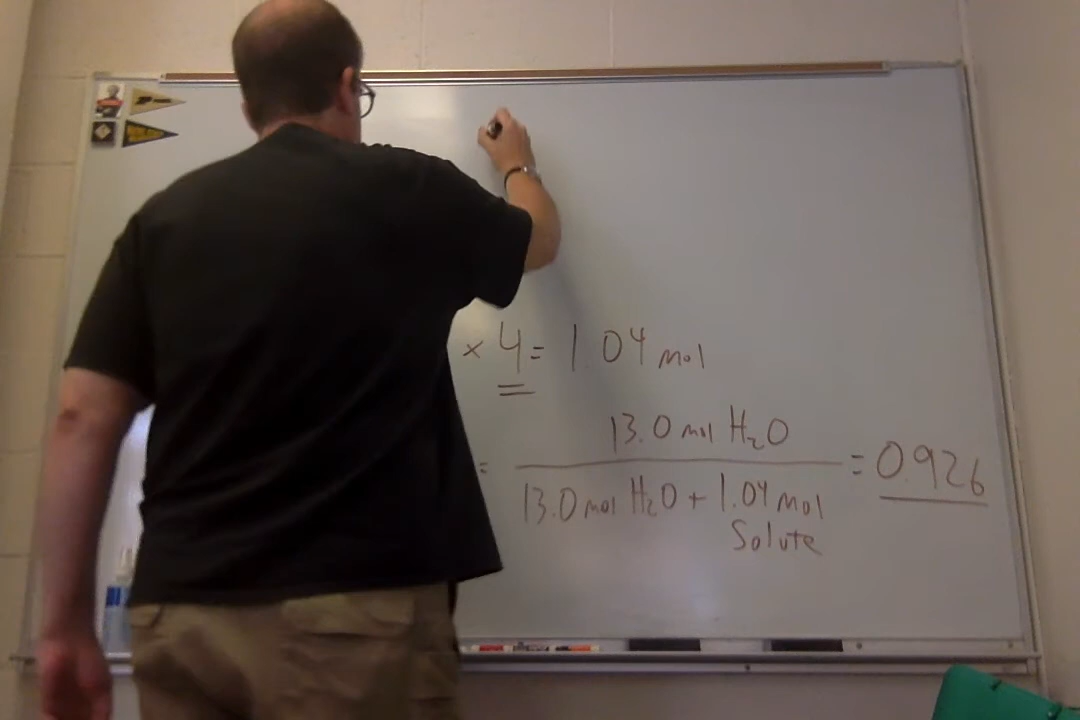 × 4 = 1.04 mol
13.0 mol H₂O
= = 0.926
13.0 mol H₂O + 1.04 mol
Solute